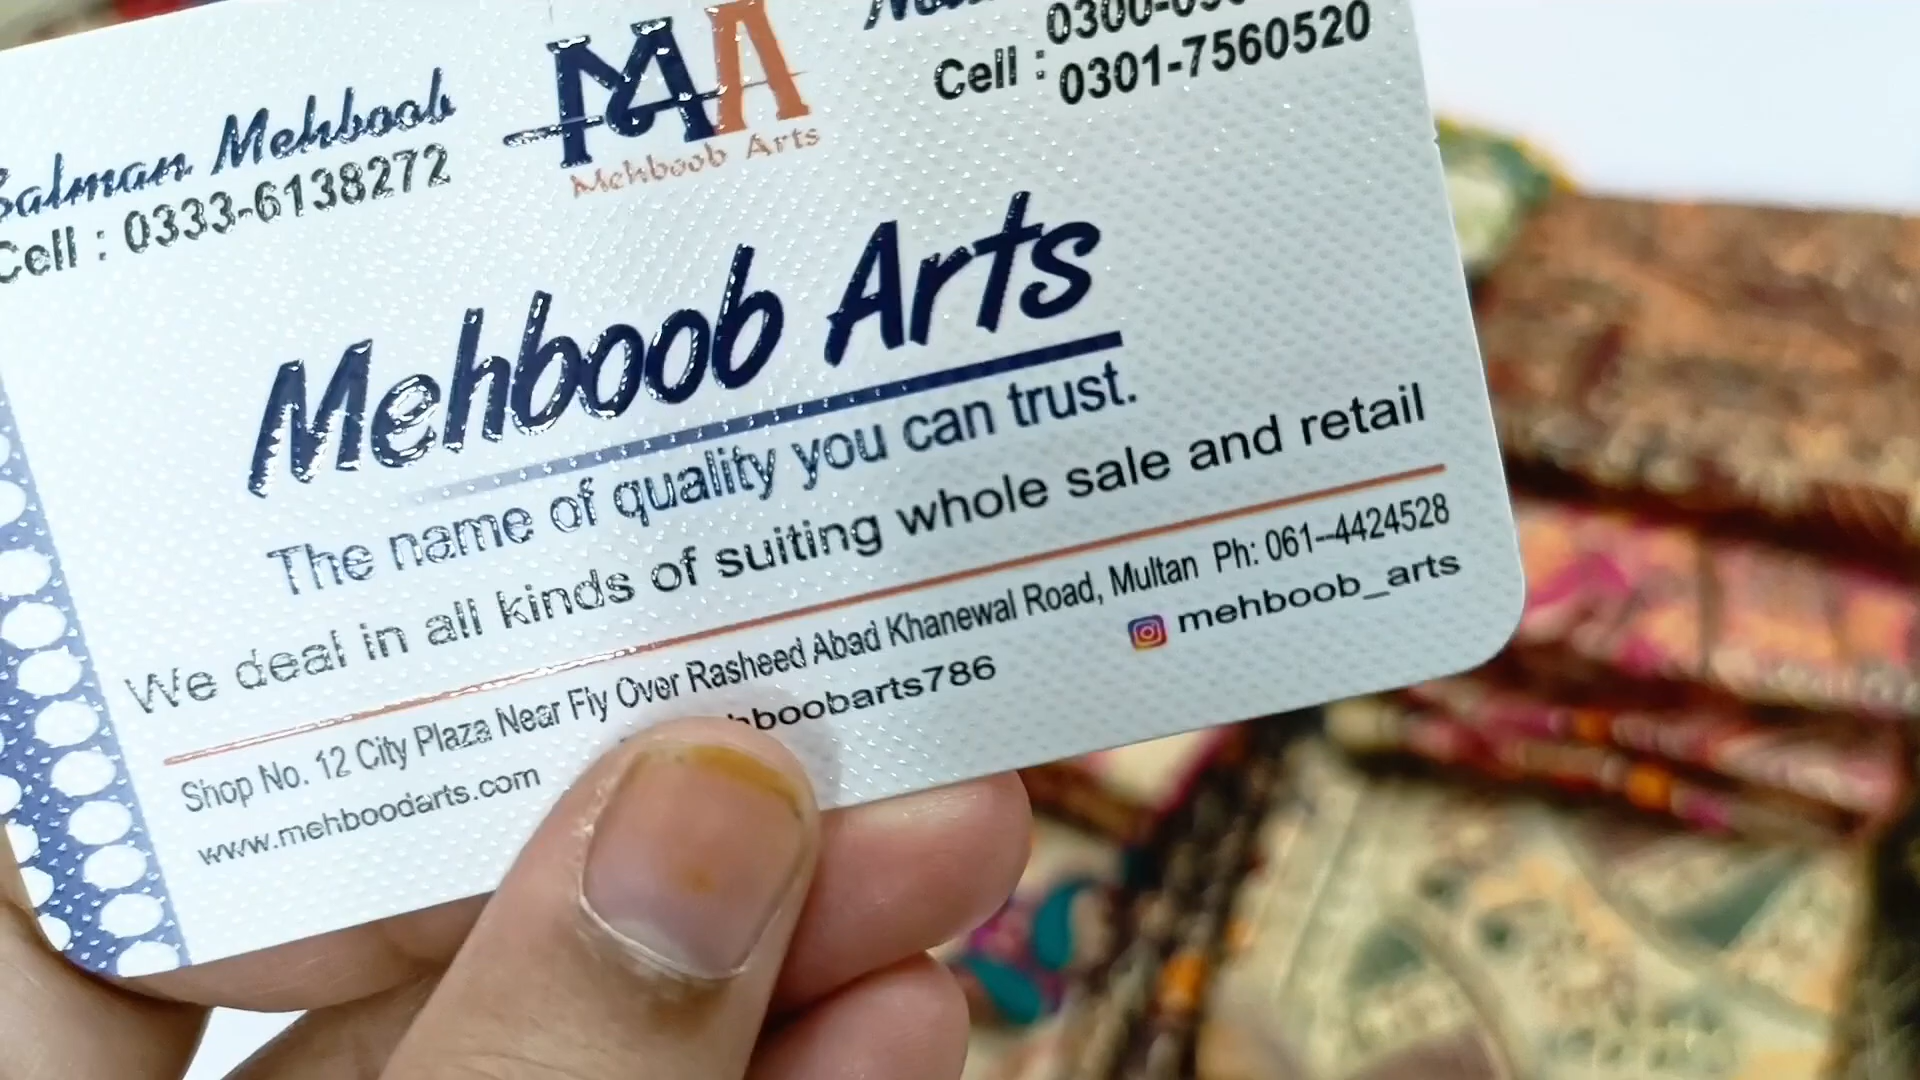 Salman Mehboob
Cell : 0333-6138272
MA
Mehboob Arts
Cell :
0301-7560520
Mehboob Arts
The name of quality you can trust.
We deal in all kinds of suiting whole sale and retail
Shop No. 12 City Plaza Near Fly Over Rasheed Abad Khanewal Road, Multan Ph: 061--4424528
www.mehboodarts.com
hboobarts786
mehboob_arts